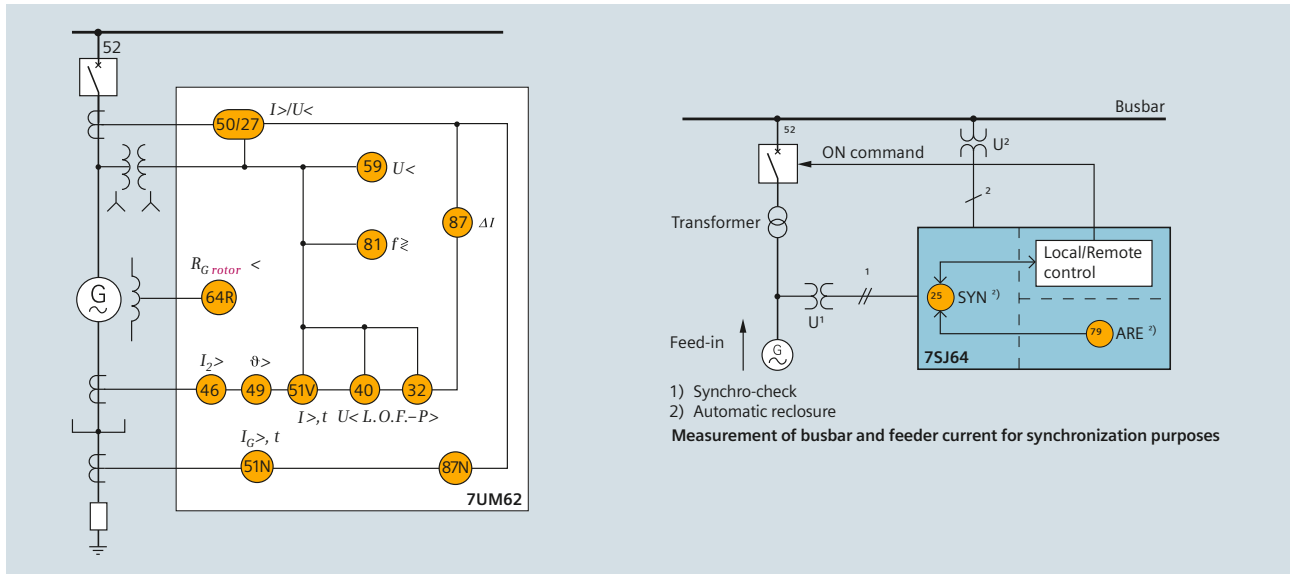 52
I>/U<
50/27
59 U<
87 ΔI
81 f≷
R_G rotor <
64R
G
I₂> ϑ>
46 49 51V 40 32
I>,t U< L.O.F. –P>
I_G>, t
51N 87N
7UM62
Busbar
52
U²
ON command
2
Transformer
Local/Remote
control
1
25 SYN ²⁾
U¹
79 ARE ²⁾
Feed-in
7SJ64
G
1) Synchro-check
2) Automatic reclosure
Measurement of busbar and feeder current for synchronization purposes